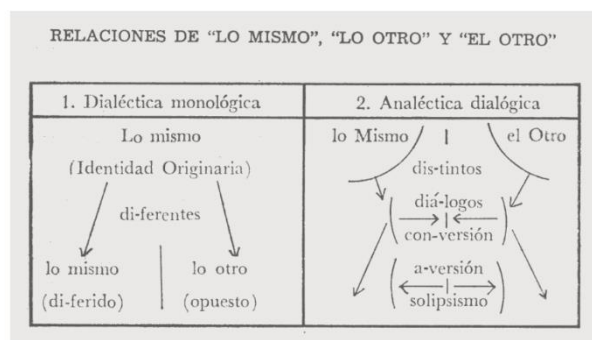 RELACIONES DE “LO MISMO”, “LO OTRO” Y “EL OTRO”
1. Dialéctica monológica
Lo mismo
(Identidad Originaria)
di-ferentes
lo mismo lo otro
(di-ferido) (opuesto)
2. Analéctica dialógica
lo Mismo el Otro
dis-tintos
diá-logos
con-versión
a-versión
solipsismo